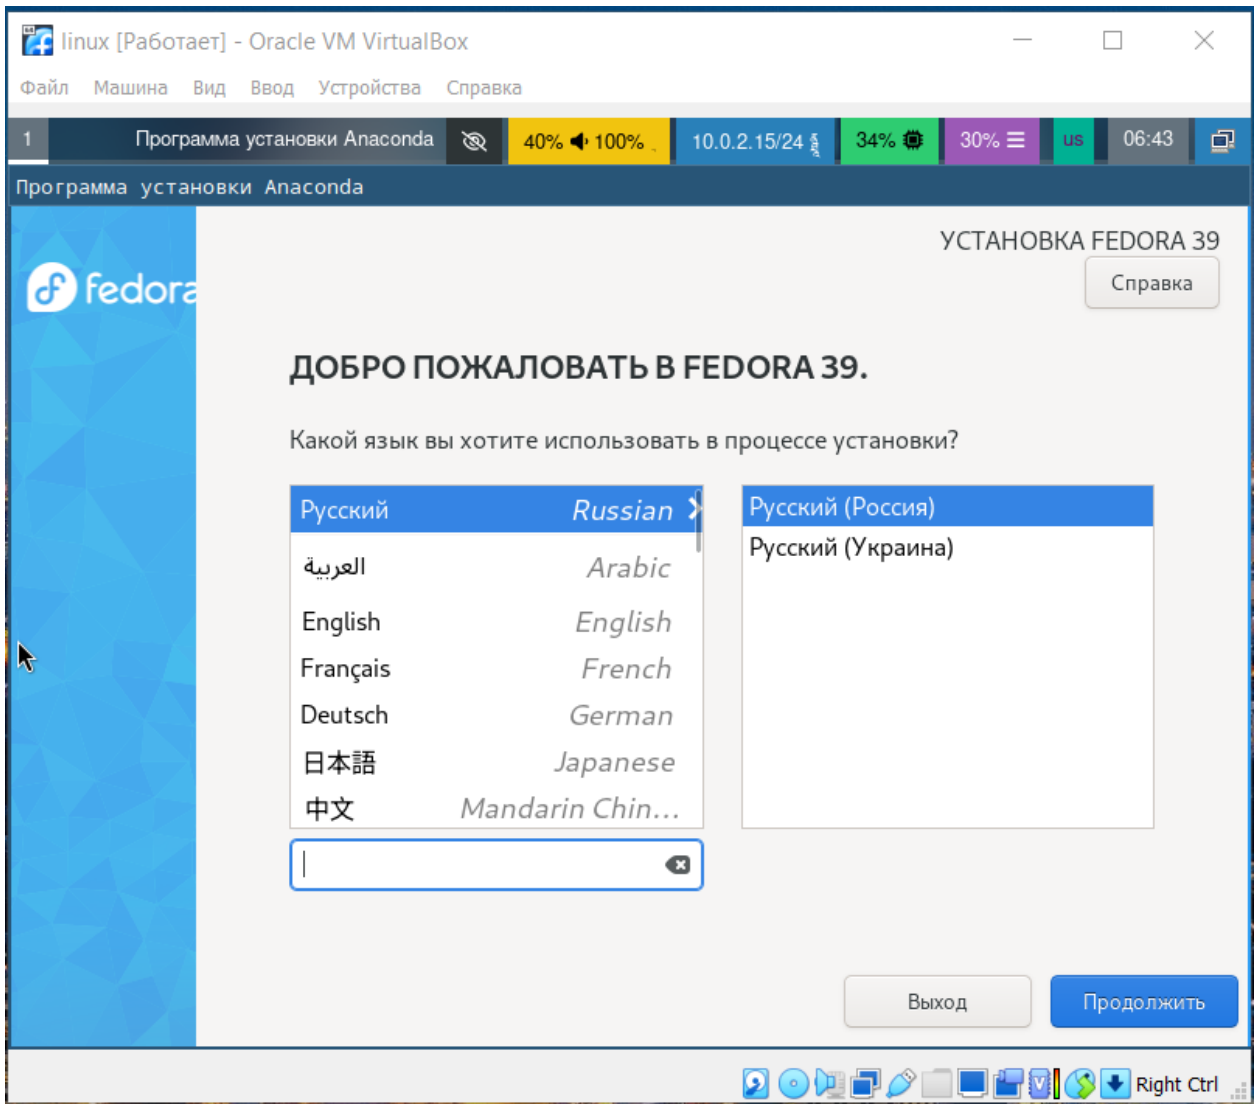 linux [Работает] - Oracle VM VirtualBox
Файл Машина Вид Ввод Устройства Справка
1 Программа установки Anaconda 40% 100% 10.0.2.15/24 34% 30% us 06:43
Программа установки Anaconda
УСТАНОВКА FEDORA 39
fedora
Справка
ДОБРО ПОЖАЛОВАТЬ В FEDORA 39.
Какой язык вы хотите использовать в процессе установки?
Русский Russian
Русский (Россия)
Русский (Украина)
العربية Arabic
English English
Français French
Deutsch German
日本語 Japanese
中文 Mandarin Chin...
Выход Продолжить
Right Ctrl